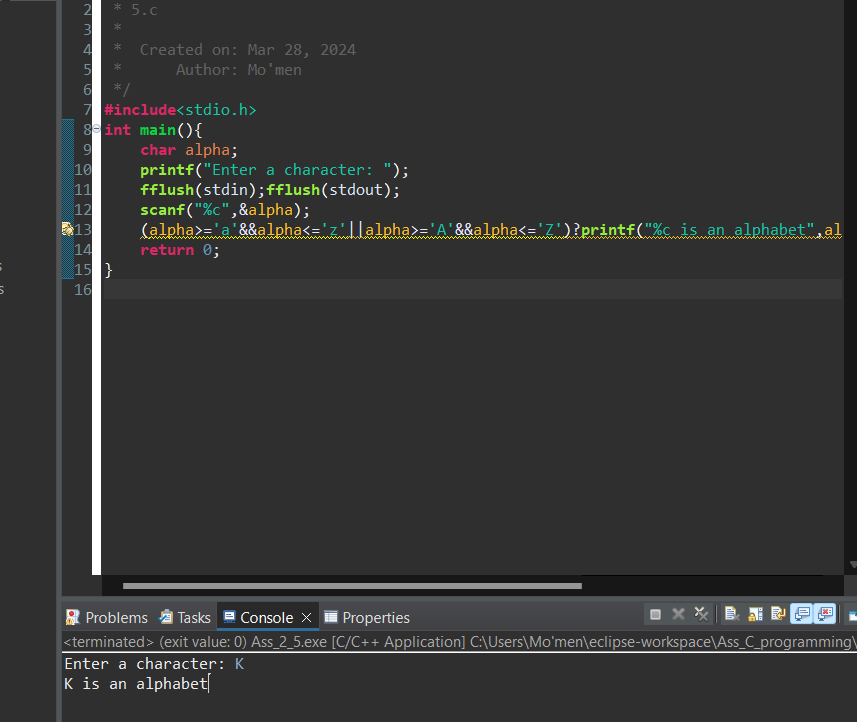 2 * 5.c
3 *
4 *  Created on: Mar 28, 2024
5 *      Author: Mo'men
6 */
7 #include<stdio.h>
8 int main(){
9     char alpha;
10     printf("Enter a character: ");
11     fflush(stdin);fflush(stdout);
12     scanf("%c",&alpha);
13     (alpha>='a'&&alpha<='z'||alpha>='A'&&alpha<='Z')?printf("%c is an alphabet",al
14     return 0;
15 }
16
s
s
Problems Tasks Console Properties
<terminated> (exit value: 0) Ass_2_5.exe [C/C++ Application] C:\Users\Mo'men\eclipse-workspace\Ass_C_programming\
Enter a character: K
K is an alphabet